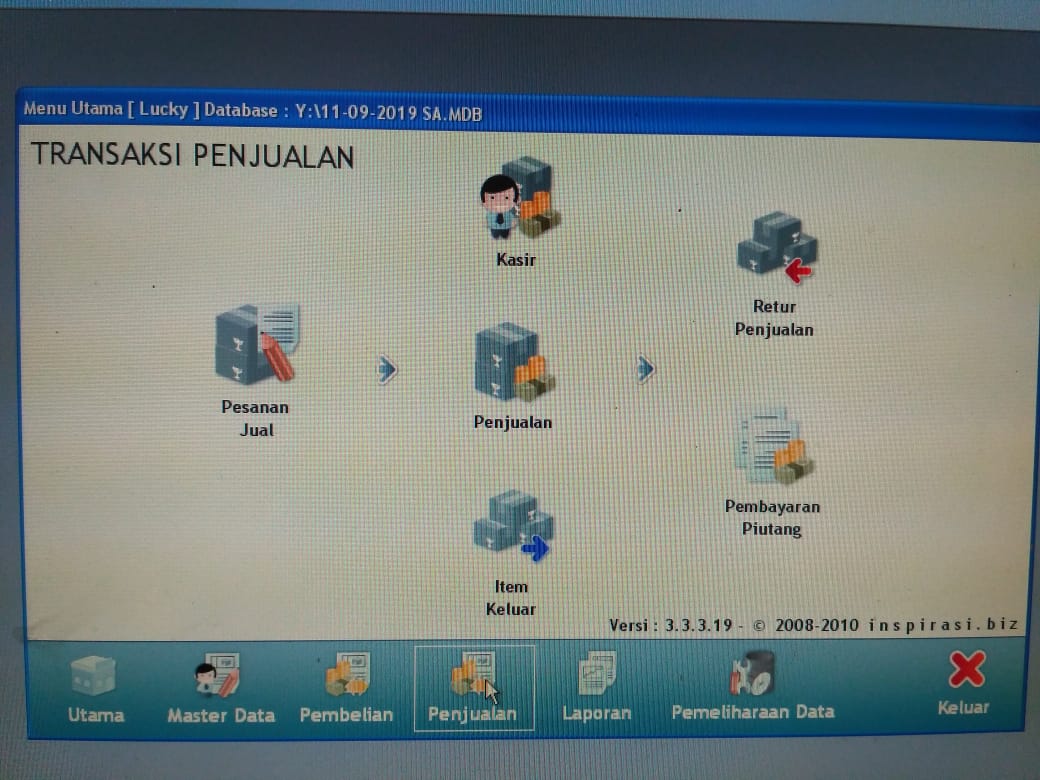 Menu Utama [ Lucky ] Database : Y:\11-09-2019 SA.MDB
TRANSAKSI PENJUALAN
Kasir
Retur
Penjualan
Pesanan
Jual
Penjualan
Pembayaran
Piutang
Item
Keluar
Versi : 3.3.3.19 - © 2008-2010 inspirasi.biz
Utama
Master Data
Pembelian
Penjualan
Laporan
Pemeliharaan Data
Keluar